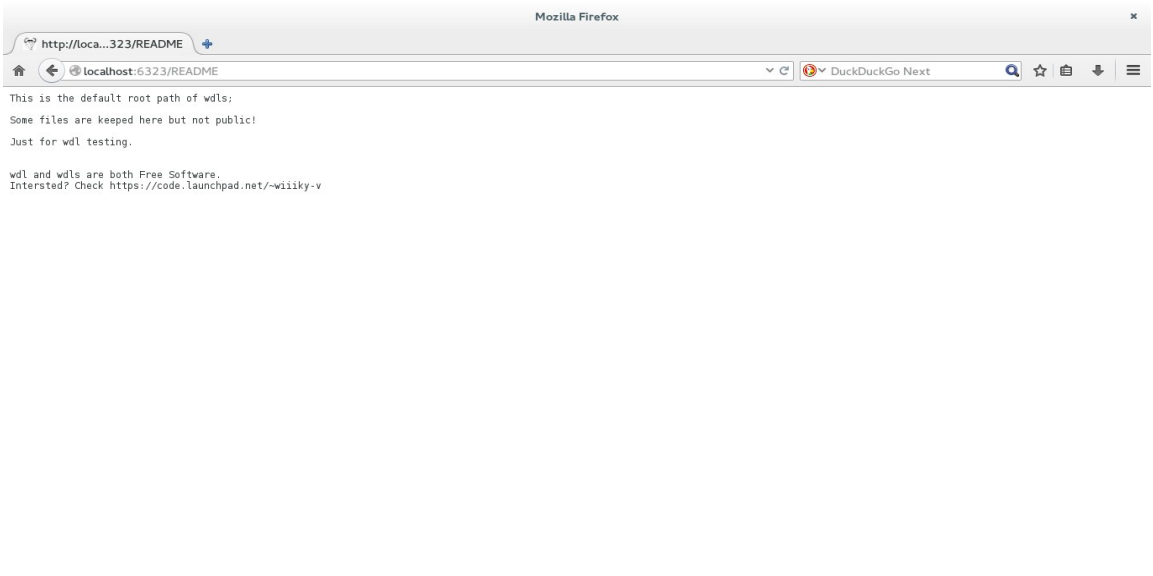 Mozilla Firefox
http://loca...323/README
localhost:6323/README
DuckDuckGo Next
This is the default root path of wdls;
Some files are keeped here but not public!
Just for wdl testing.
wdl and wdls are both Free Software.
Intersted? Check https://code.launchpad.net/~wiiiky-v